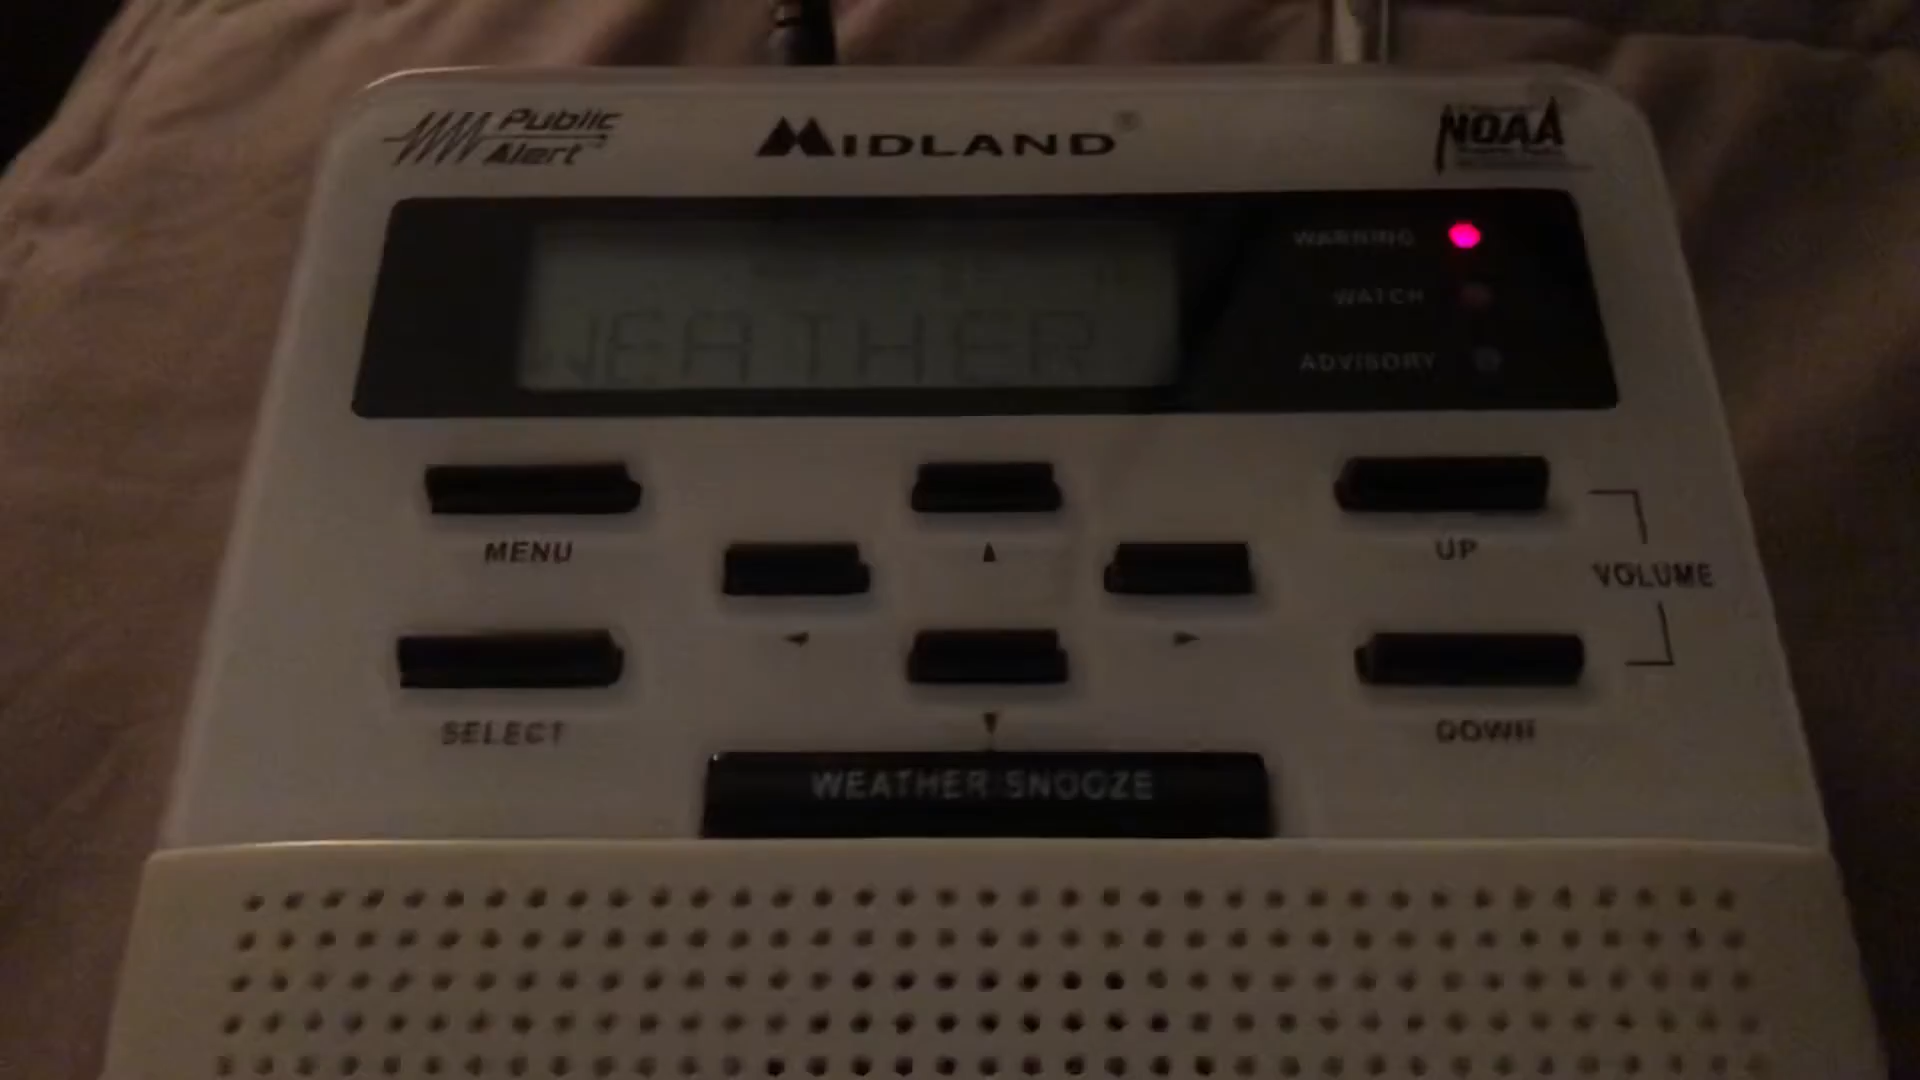 Public
Alert
MIDLAND®
NOAA
WARNING
WATCH
ADVISORY
WEATHER
MENU
UP
VOLUME
SELECT
DOWN
WEATHER SNOOZE